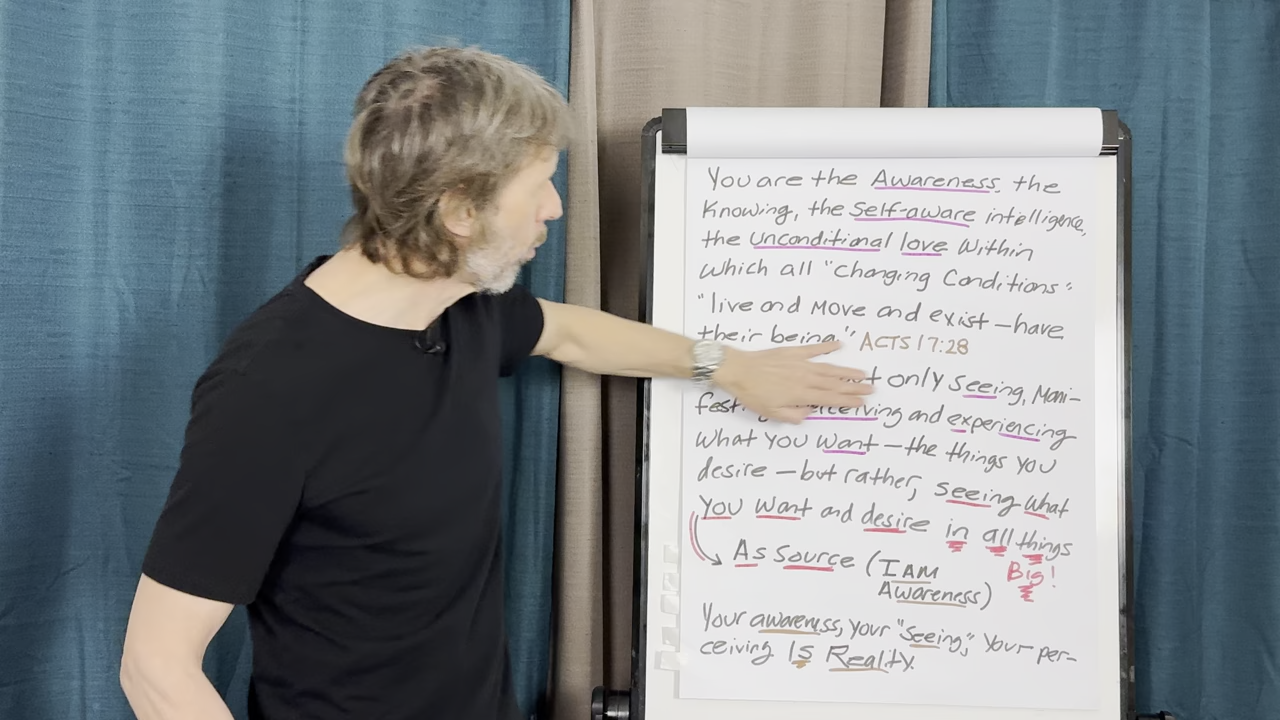 You are the Awareness, the
Knowing, the Self-aware intelligence,
the Unconditional love Within
which all "Changing Conditions"
"live and Move and exist—have
their being" ACTS 17:28
only seeing, Mani-
perceiving and experiencing
what you want—the things you
desire—but rather, seeing what
you want and desire in all things
As Source (I AM Big!
Awareness)
Your awareness, your "seeing," your per-
ceiving Is Reality.